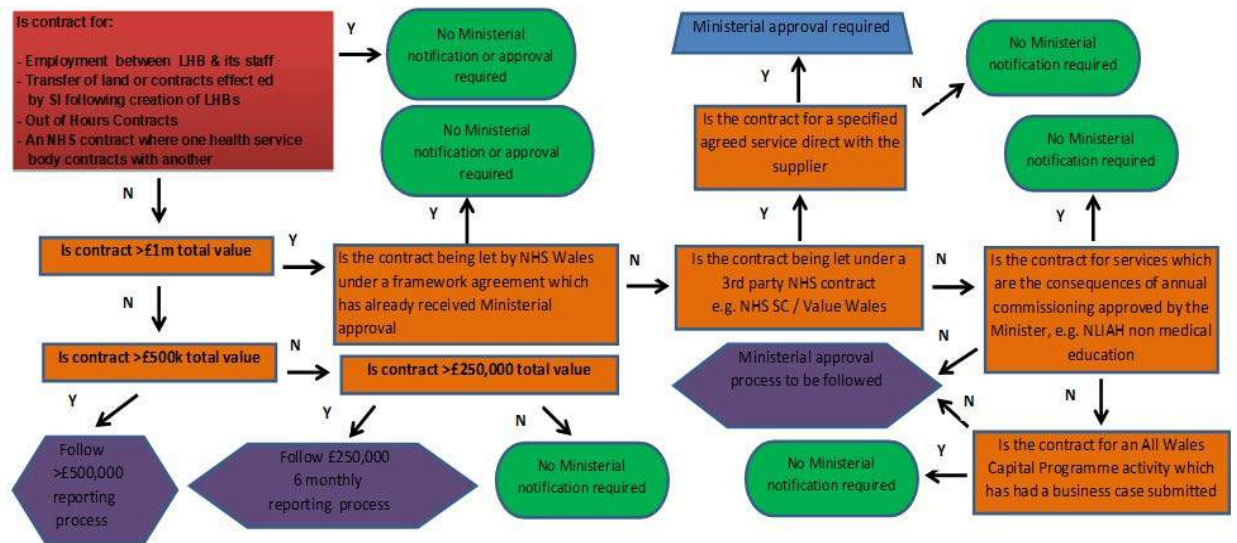 Is contract for:
- Employment between LHB & its staff
- Transfer of land or contracts effect ed
by SI following creation of LHBs
- Out of Hours Contracts
- An NHS contract where one health service
body contracts with another
Y
No Ministerial
notification or approval
required
N
Is contract >£1m total value
Y
Is the contract being let by NHS Wales
under a framework agreement which
has already received Ministerial
approval
Y
No Ministerial
notification or approval
required
N
Is the contract being let under a
3rd party NHS contract
e.g. NHS SC / Value Wales
Y
Is the contract for a specified
agreed service direct with the
supplier
Y
Ministerial approval required
N
No Ministerial
notification required
N
Is the contract for services which
are the consequences of annual
commissioning approved by the
Minister, e.g. NLIAH non medical
education
Y
No Ministerial
notification required
N
Ministerial approval
process to be followed
N
Is the contract for an All Wales
Capital Programme activity which
has had a business case submitted
N
Y
No Ministerial
notification required
N
Is contract >£500k total value
Y
Follow
>£500,000
reporting
process
N
Is contract >£250,000 total value
Y
Follow £250,000
6 monthly
reporting process
N
No Ministerial
notification required